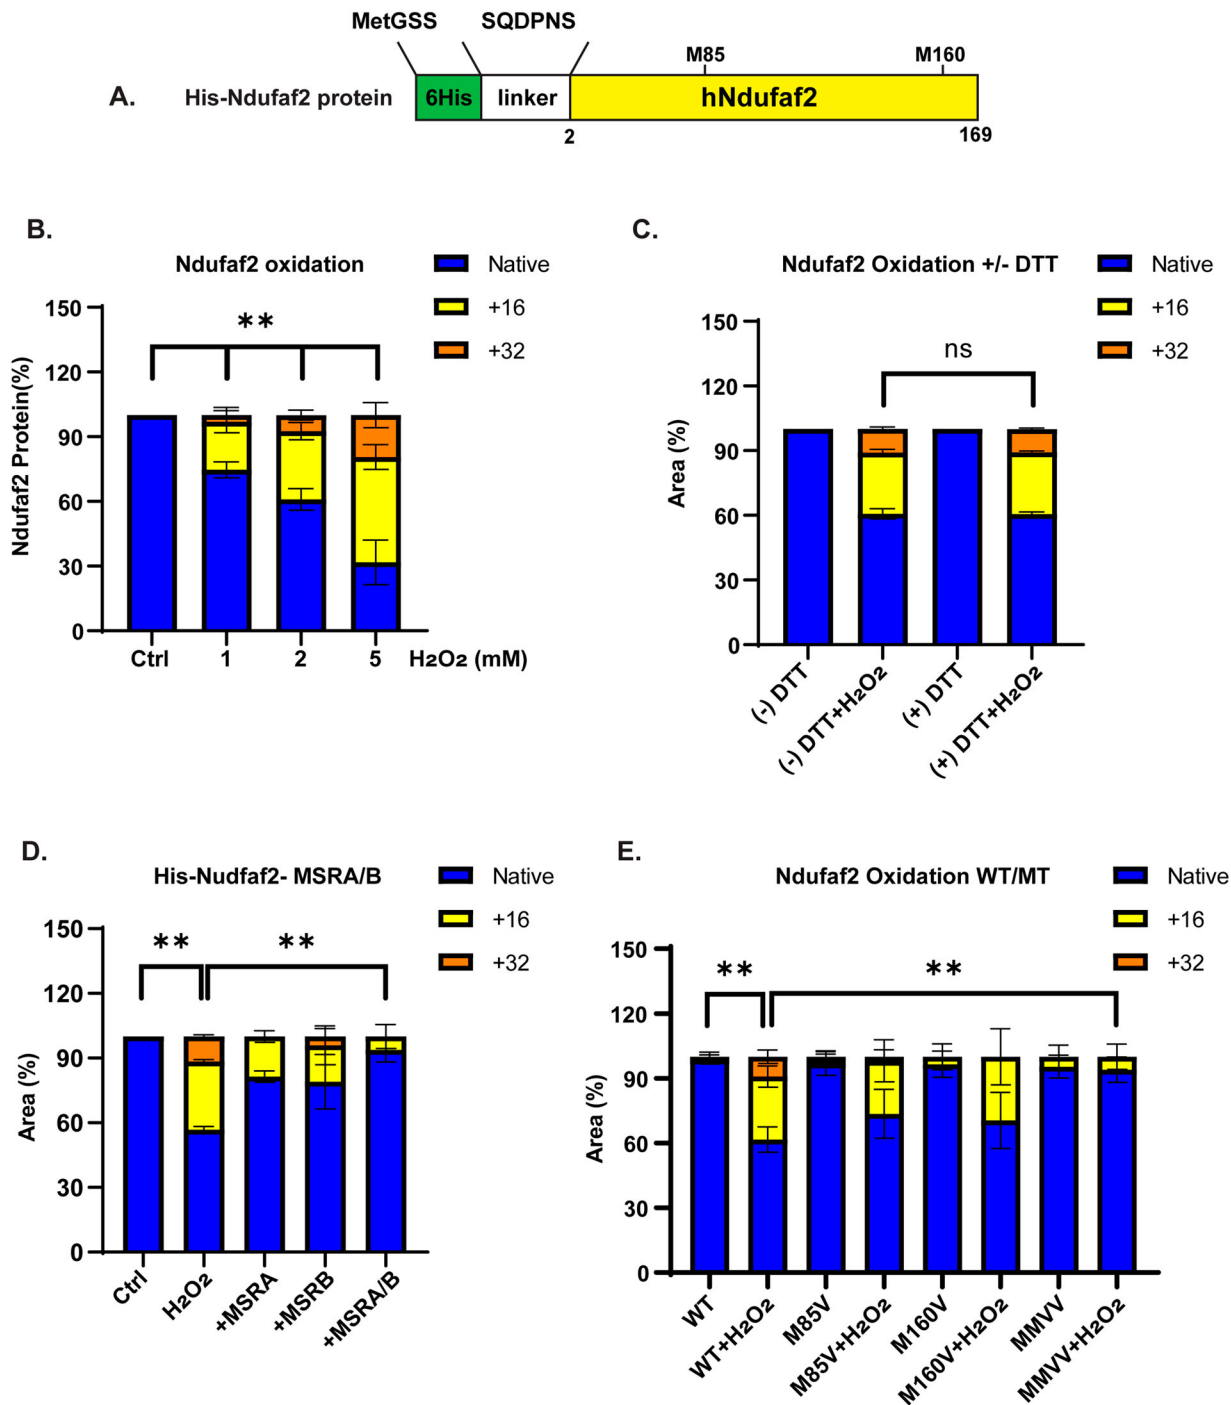 MetGSS SQDPNS
M85 M160
A. His-Ndufaf2 protein 6His linker hNdufaf2
2 169
B.
Ndufaf2 oxidation
Native
+16
+32
**
Ndufaf2 Protein(%)
150
120
90
60
30
0
Ctrl 1 2 5 H2O2 (mM)
C.
Ndufaf2 Oxidation +/- DTT
Native
+16
+32
ns
Area (%)
150
120
90
60
30
0
(-) DTT
(-) DTT+H2O2
(+) DTT
(+) DTT+H2O2
D.
His-Nudfaf2- MSRA/B
Native
+16
+32
** **
Area (%)
150
120
90
60
30
0
Ctrl
H2O2
+MSRA
+MSRB
+MSRA/B
E.
Ndufaf2 Oxidation WT/MT
Native
+16
+32
** **
Area (%)
150
120
90
60
30
0
WT
WT+H2O2
M85V
M85V+H2O2
M160V
M160V+H2O2
MMVV
MMVV+H2O2